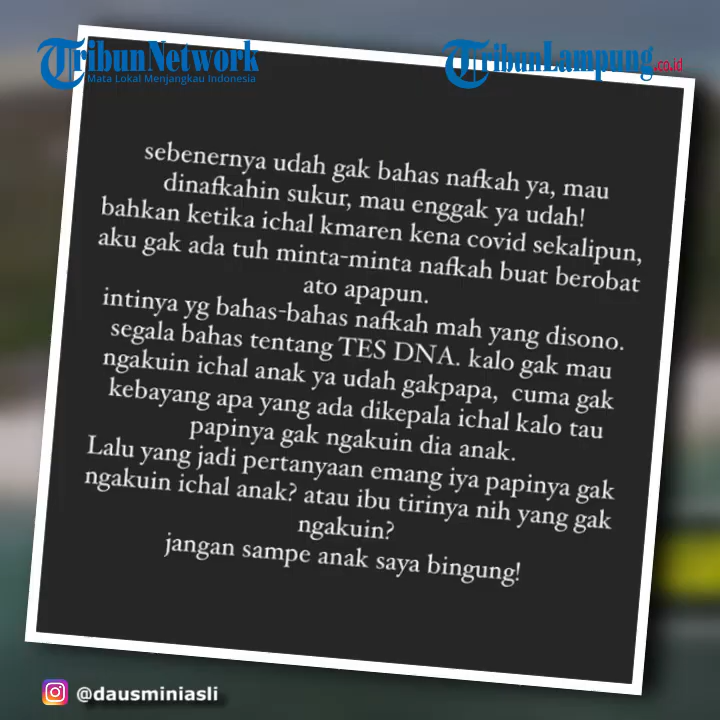 TribunNetwork
Mata Lokal Menjangkau Indonesia
TribunLampung.co.id
sebenernya udah gak bahas nafkah ya, mau
dinafkahin sukur, mau enggak ya udah!
bahkan ketika ichal kmaren kena covid sekalipun,
aku gak ada tuh minta-minta nafkah buat berobat
ato apapun.
intinya yg bahas-bahas nafkah mah yang disono.
segala bahas tentang TES DNA. kalo gak mau
ngakuin ichal anak ya udah gakpapa, cuma gak
kebayang apa yang ada dikepala ichal kalo tau
papinya gak ngakuin dia anak.
Lalu yang jadi pertanyaan emang iya papinya gak
ngakuin ichal anak? atau ibu tirinya nih yang gak
ngakuin?
jangan sampe anak saya bingung!
@dausminiasli